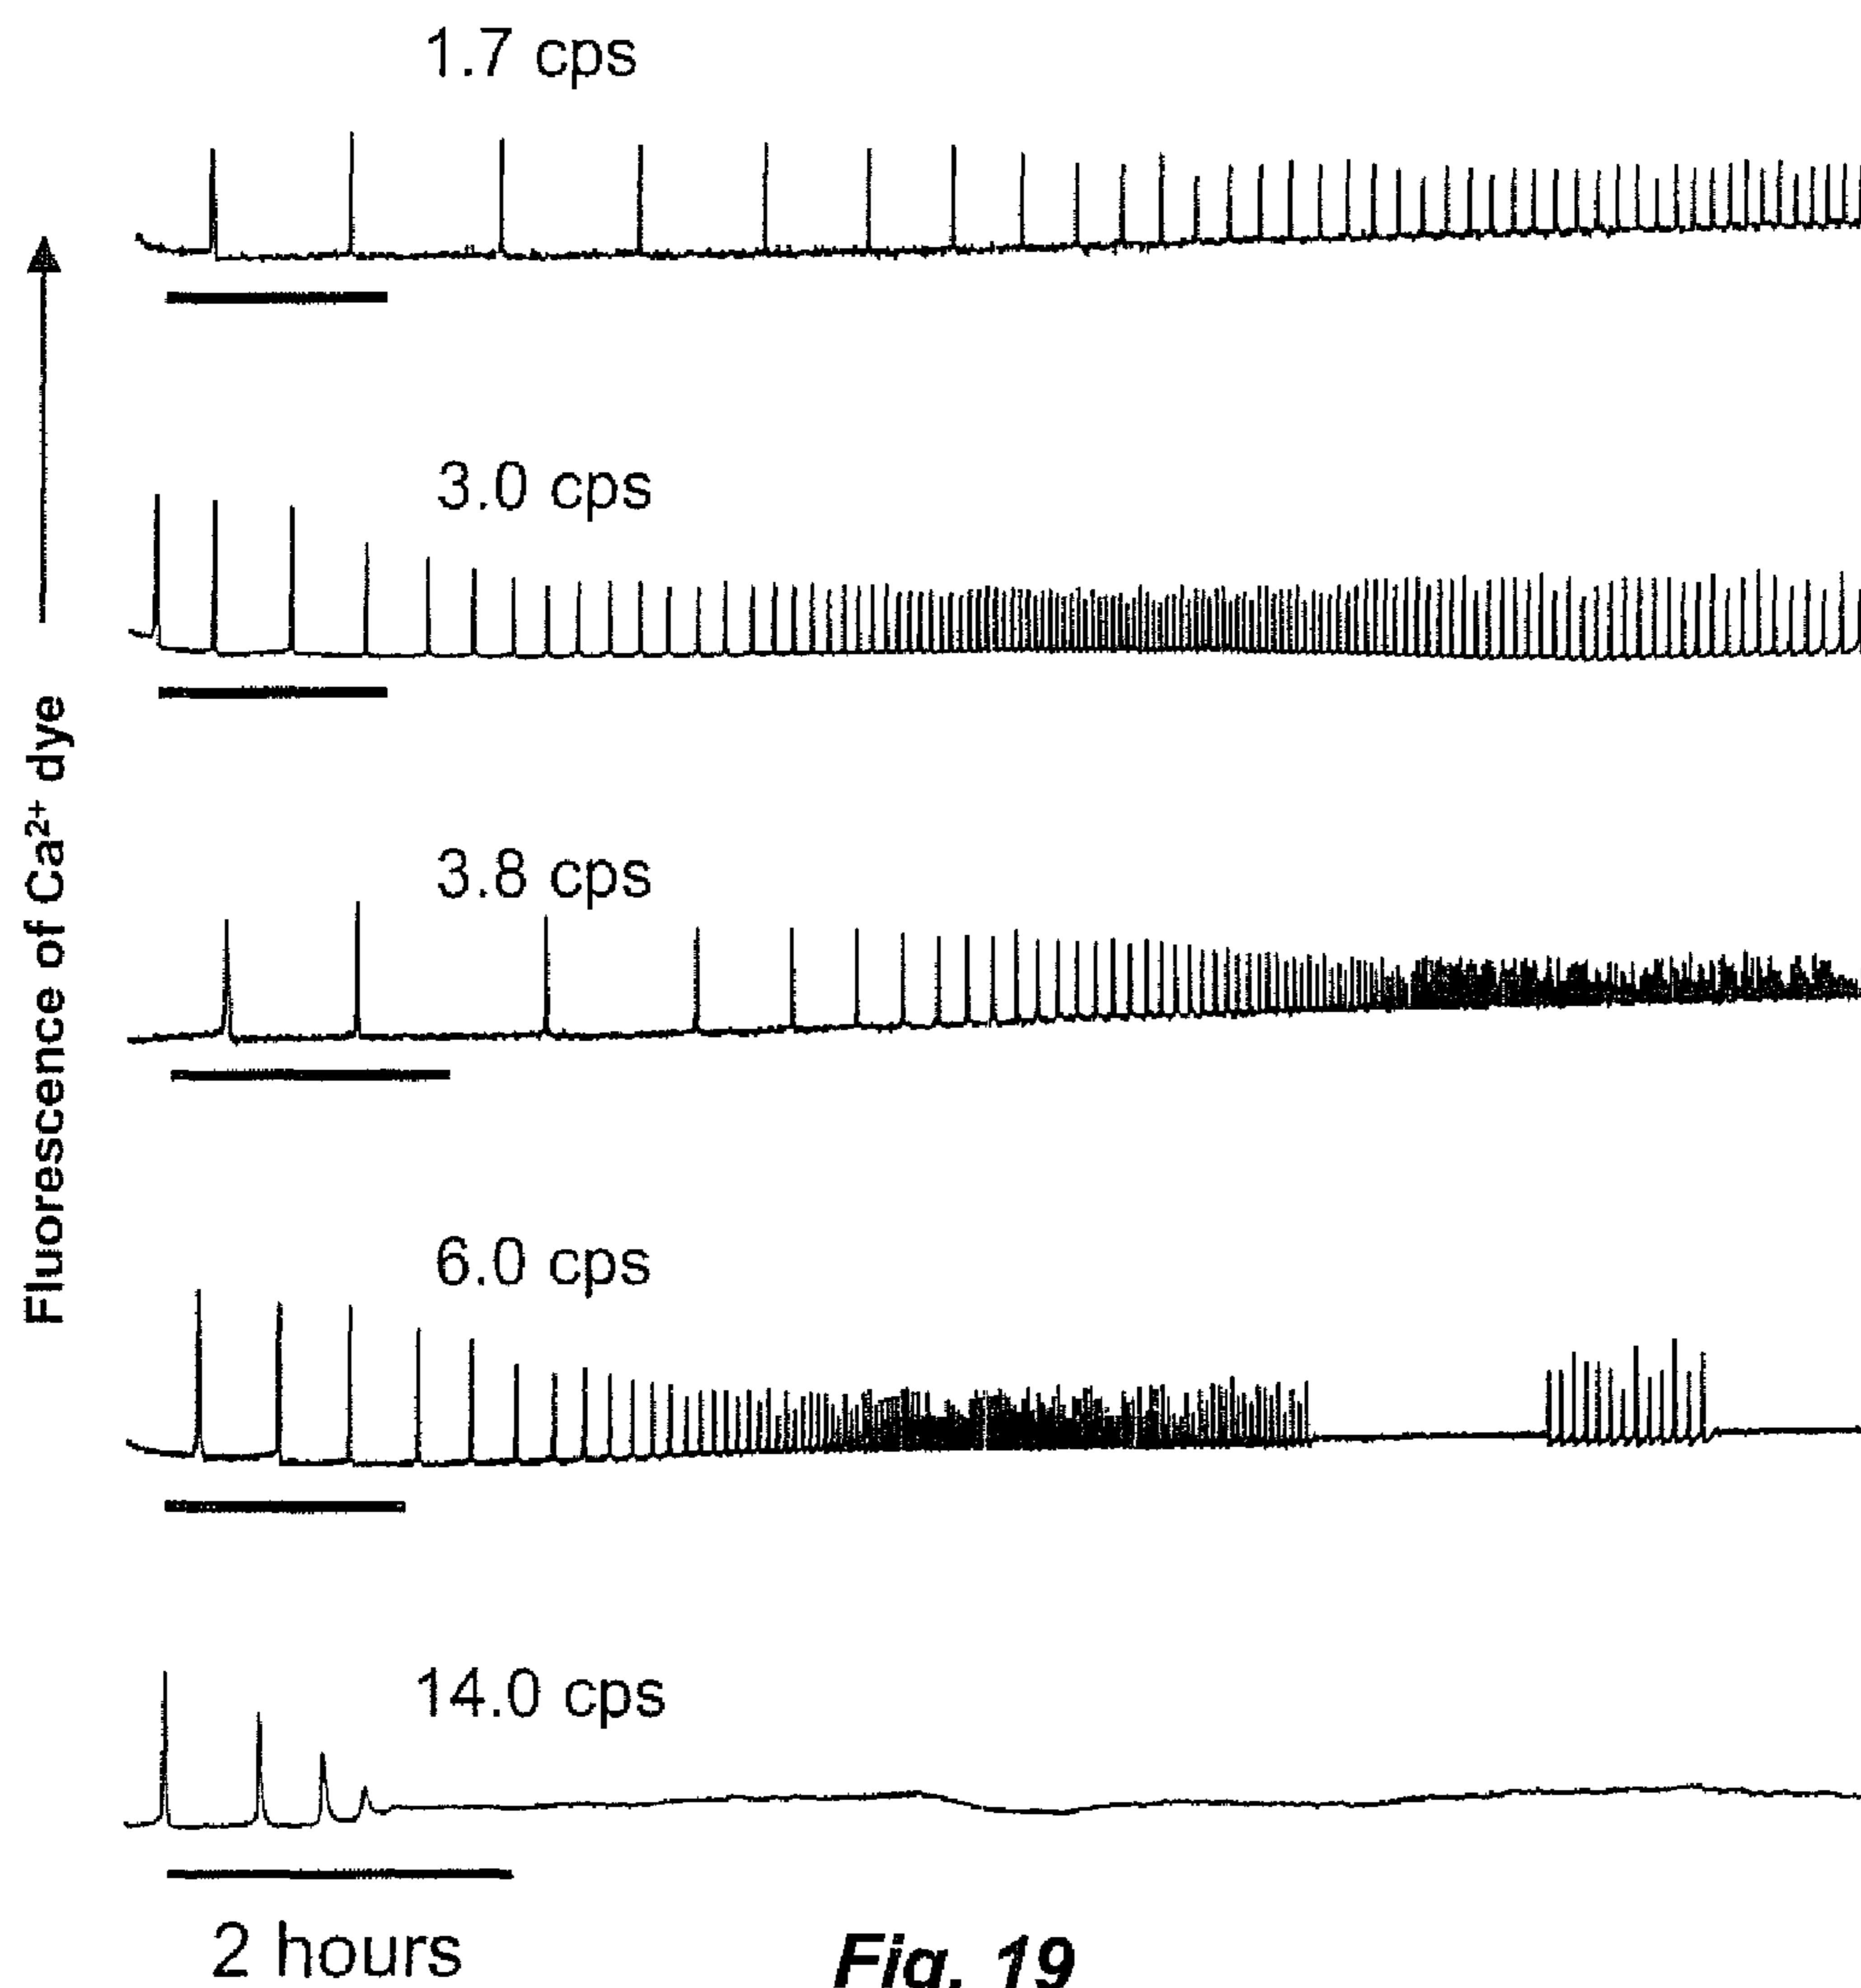 1.7 cps
3.0 cps
3.8 cps
6.0 cps
14.0 cps
Fluorescence of Ca²⁺ dye
2 hours
Fig. 19